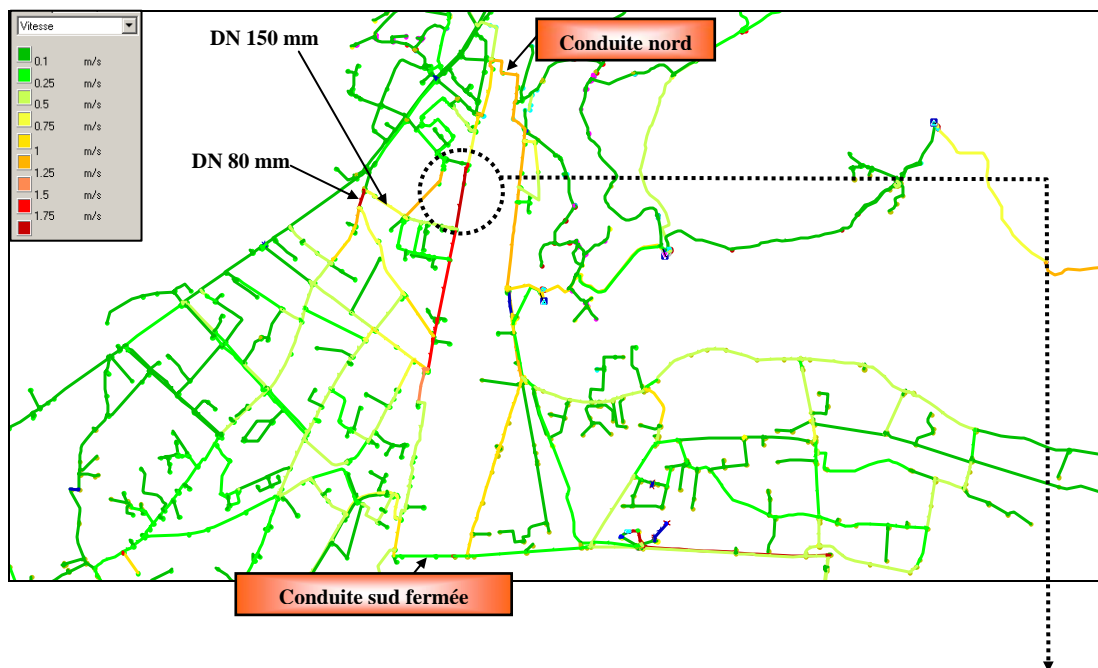 Vitesse
0.1 m/s
0.25 m/s
0.5 m/s
0.75 m/s
1 m/s
1.25 m/s
1.5 m/s
1.75 m/s
DN 150 mm
Conduite nord
DN 80 mm
Conduite sud fermée